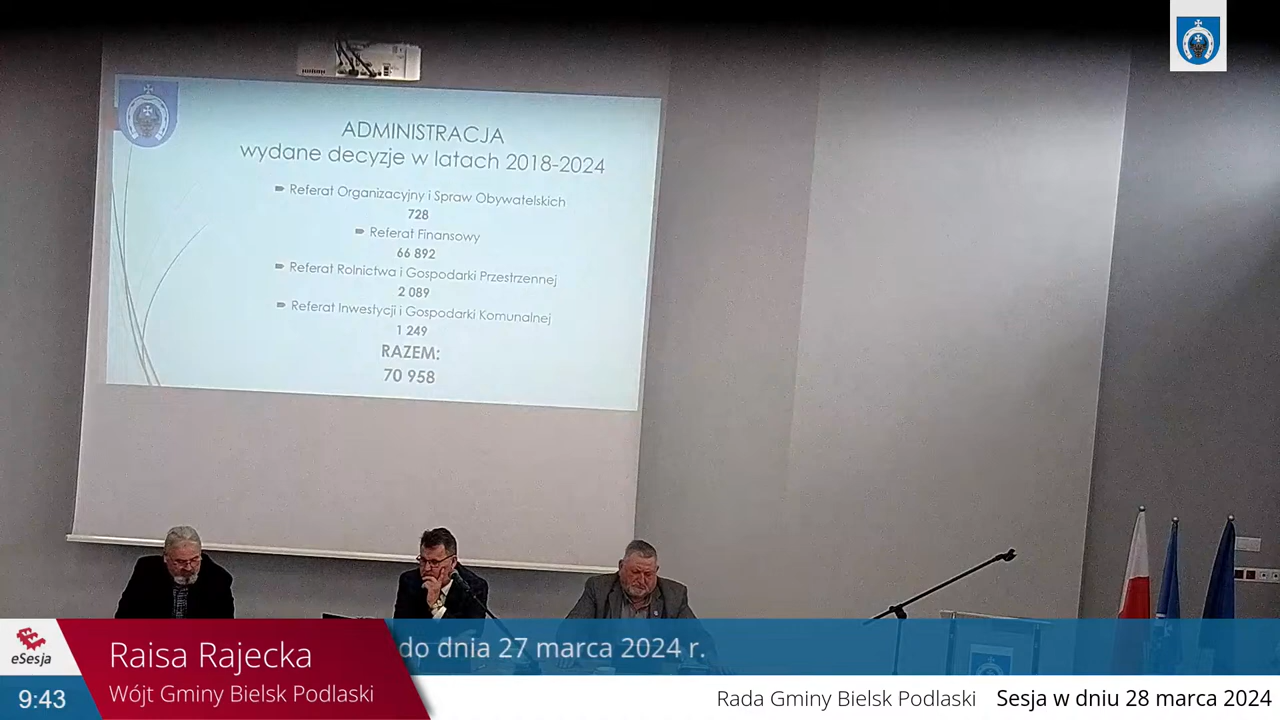 ADMINISTRACJA
wydane decyzje w latach 2018-2024
Referat Organizacyjny i Spraw Obywatelskich
728
Referat Finansowy
66 892
Referat Rolnictwa i Gospodarki Przestrzennej
2 089
Referat Inwestycji i Gospodarki Komunalnej
1 249
RAZEM:
70 958
eSesja
Raisa Rajecka
do dnia 27 marca 2024 r.
9:43
Wójt Gminy Bielsk Podlaski
Rada Gminy Bielsk Podlaski Sesja w dniu 28 marca 2024